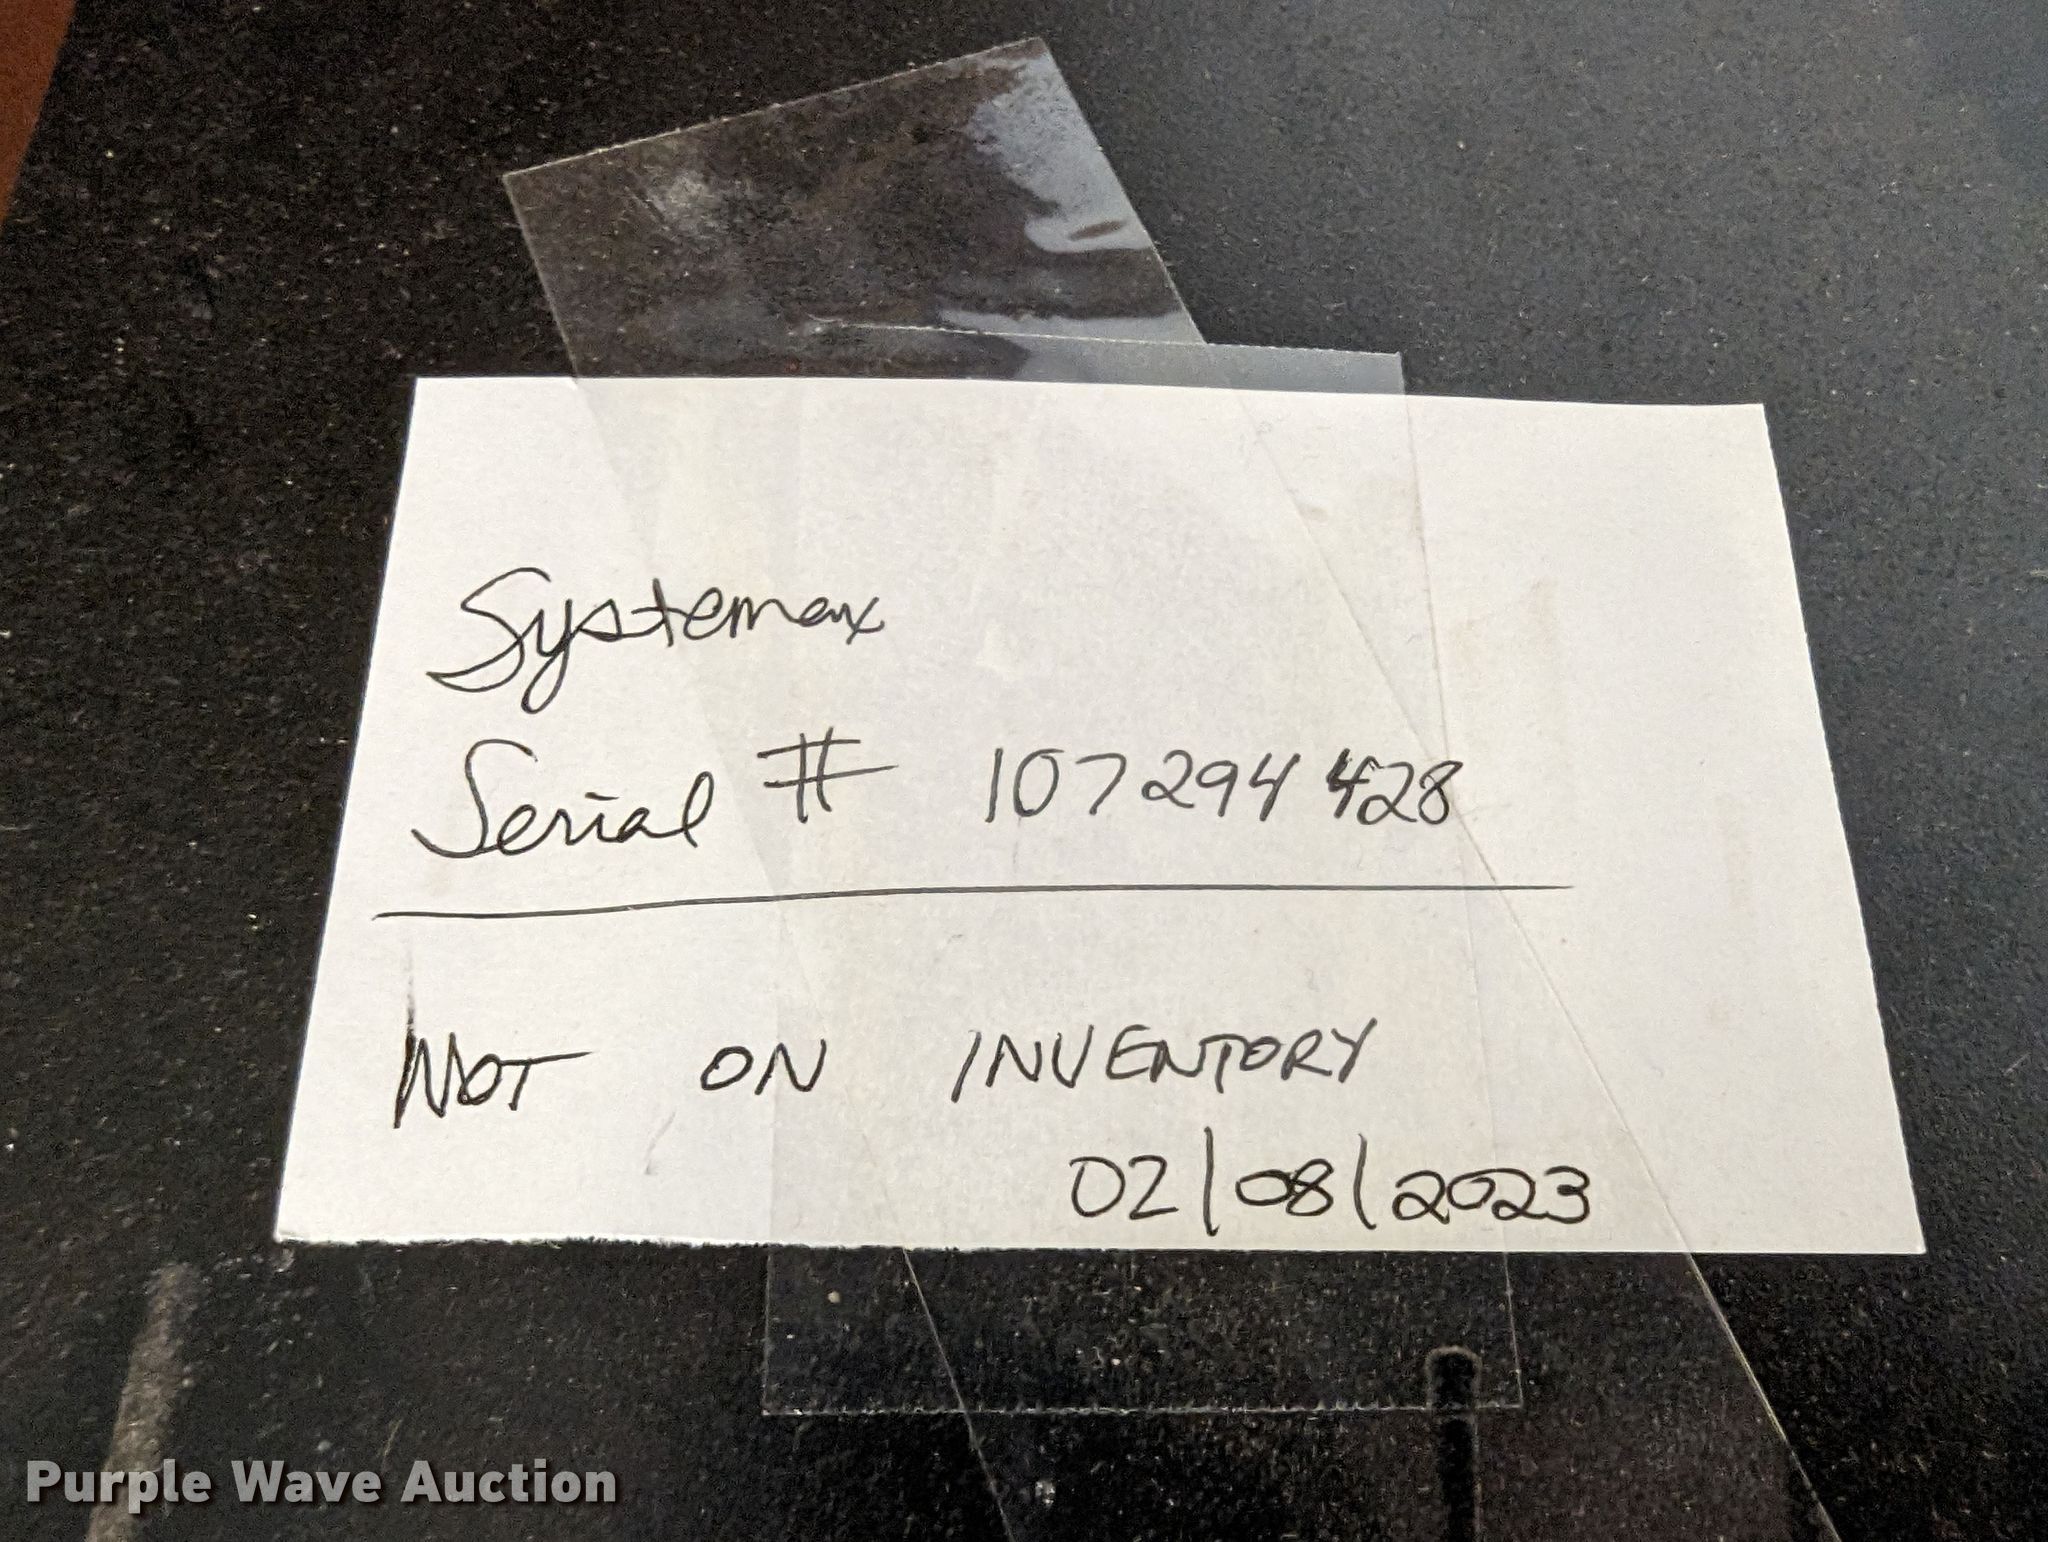 Systemax
Serial # 107294428
NOT ON INVENTORY
02/08/2023
Purple Wave Auction